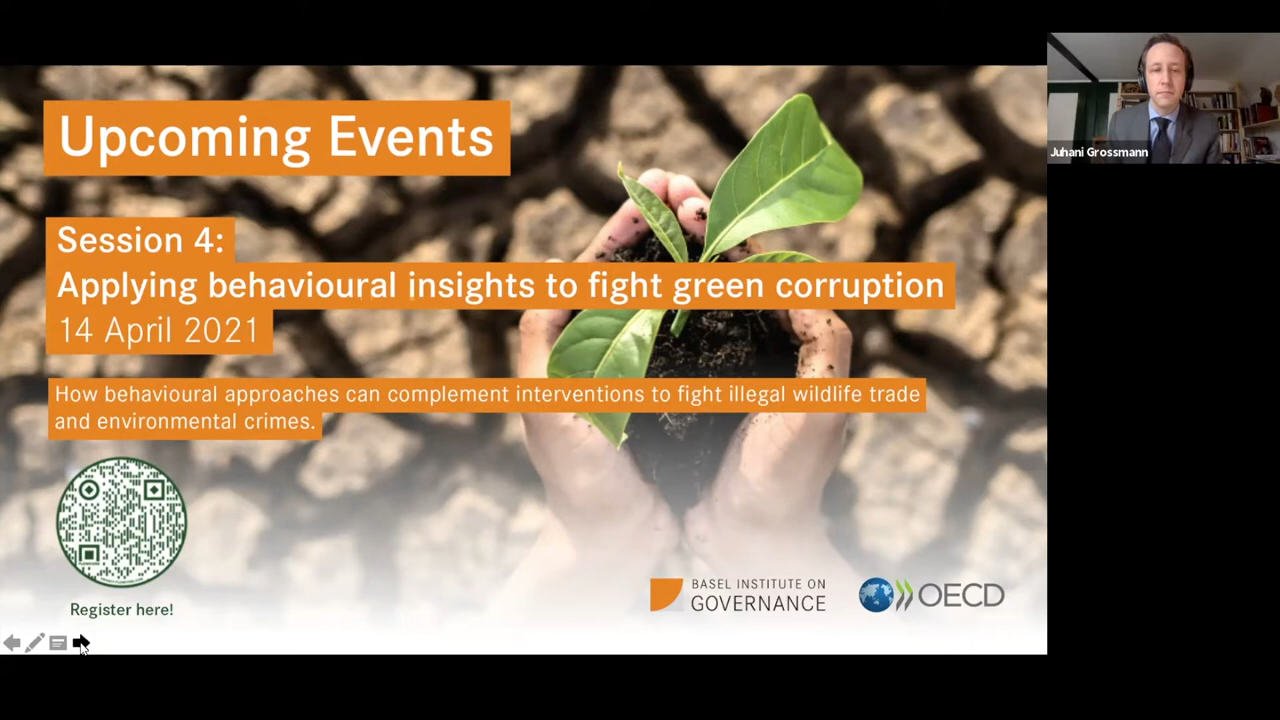 Upcoming Events
Session 4:
Applying behavioural insights to fight green corruption
14 April 2021
How behavioural approaches can complement interventions to fight illegal wildlife trade
and environmental crimes.
Register here!
BASEL INSTITUTE ON
GOVERNANCE
OECD
Juhani Grossmann